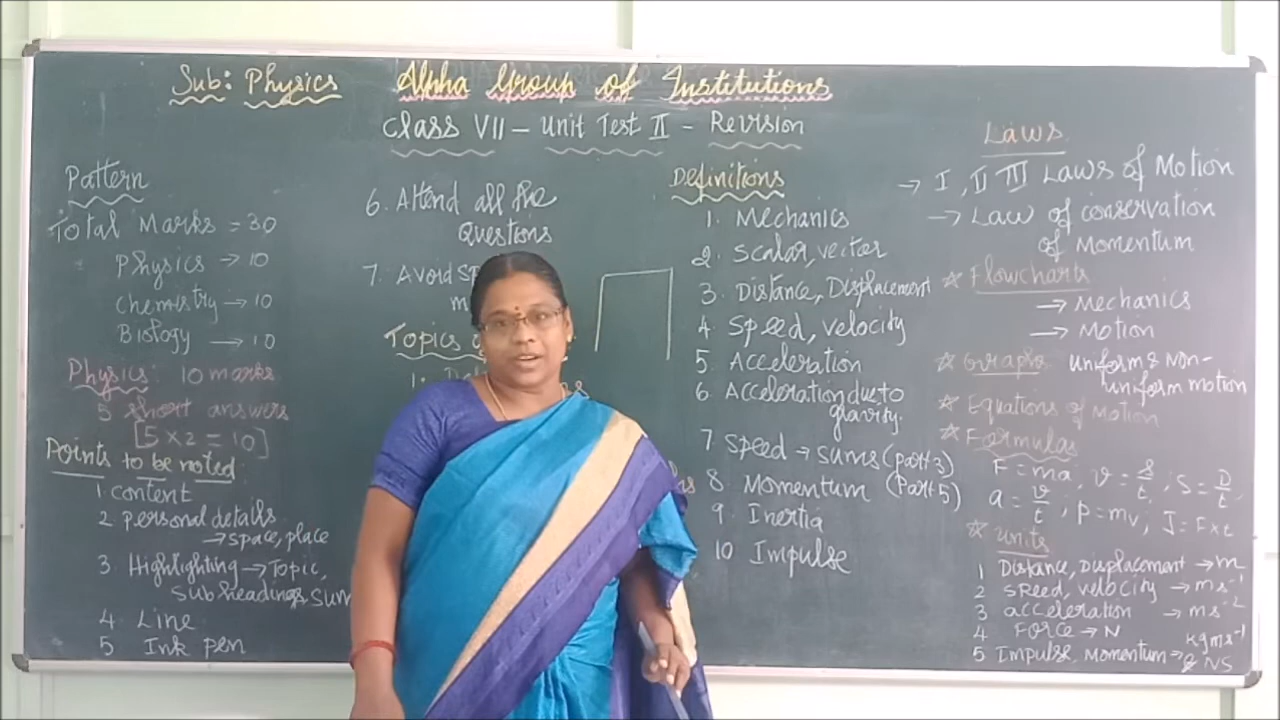 Sub: Physics
Alpha Group of Institutions
Class VII - Unit Test II - Revision
Pattern
Total Marks = 30
Physics → 10
Chemistry → 10
Biology → 10
Physics: 10 marks
5 short answers
[5 x 2 = 10]
Points to be noted
1. content
2 personal details
→ space, place
3. Highlighting → Topic,
Sub headings, sum
4. Line
5 Ink pen
6. Attend all the
Questions
7. Avoid
Topics
1.
Definitions
1. Mechanics
2. Scalar, vector
3. Distance, Displacement
4. Speed, velocity
5. Acceleration
6. Acceleration due to
gravity.
7 Speed → sums (part 3)
8. Momentum (Part 5)
9. Inertia
10 Impulse
Laws
→ I, II III Laws of Motion
→ Law of conservation
of Momentum
☆ Flowcharts
→ Mechanics
→ Motion
☆ Graphs uniform & non-
uniform motion
☆ Equations of Motion
☆ Formulas
F = ma, v = s/t, ; S = D/t,
a = v/t, ; p = mv, J = F x t
☆ units
1 Distance, Displacement → m
2 Speed, velocity → ms⁻¹
3 acceleration → ms⁻²
4 Force → N
5 Impulse, Momentum → kgms⁻¹
& NS